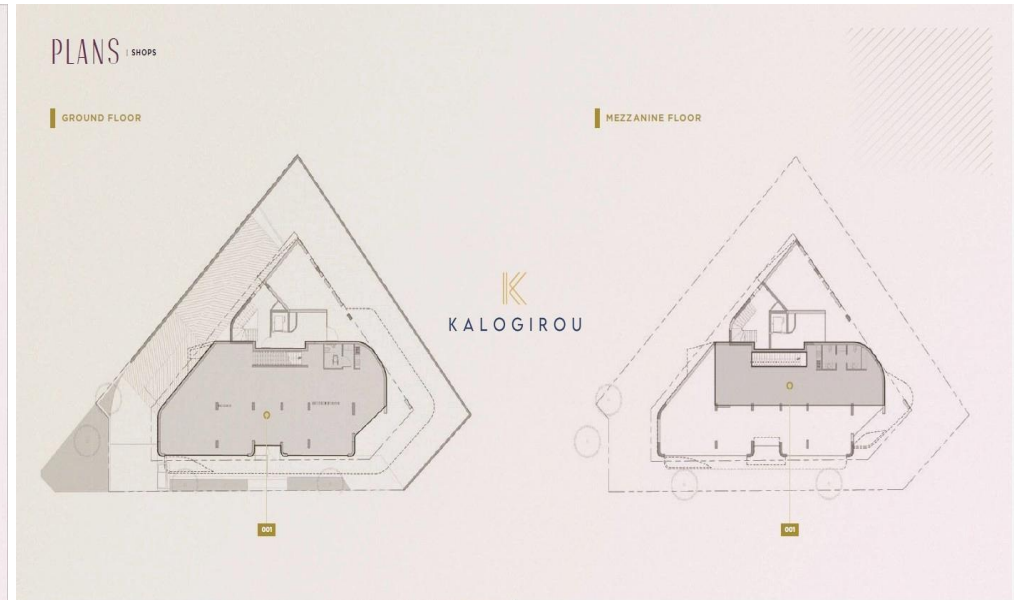 PLANS | SHOPS
GROUND FLOOR
MEZZANINE FLOOR
KALOGIROU
001
001